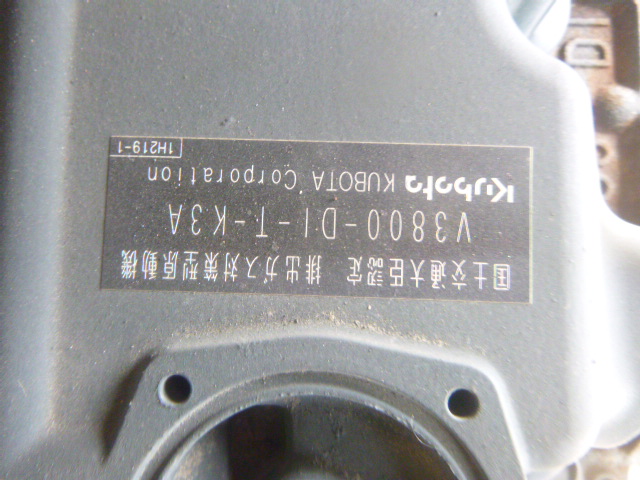 国土交通大臣認定 排出ガス対策型原動機
V3800-DI-T-K3A
Kubota KUBOTA Corporation
1H219-1